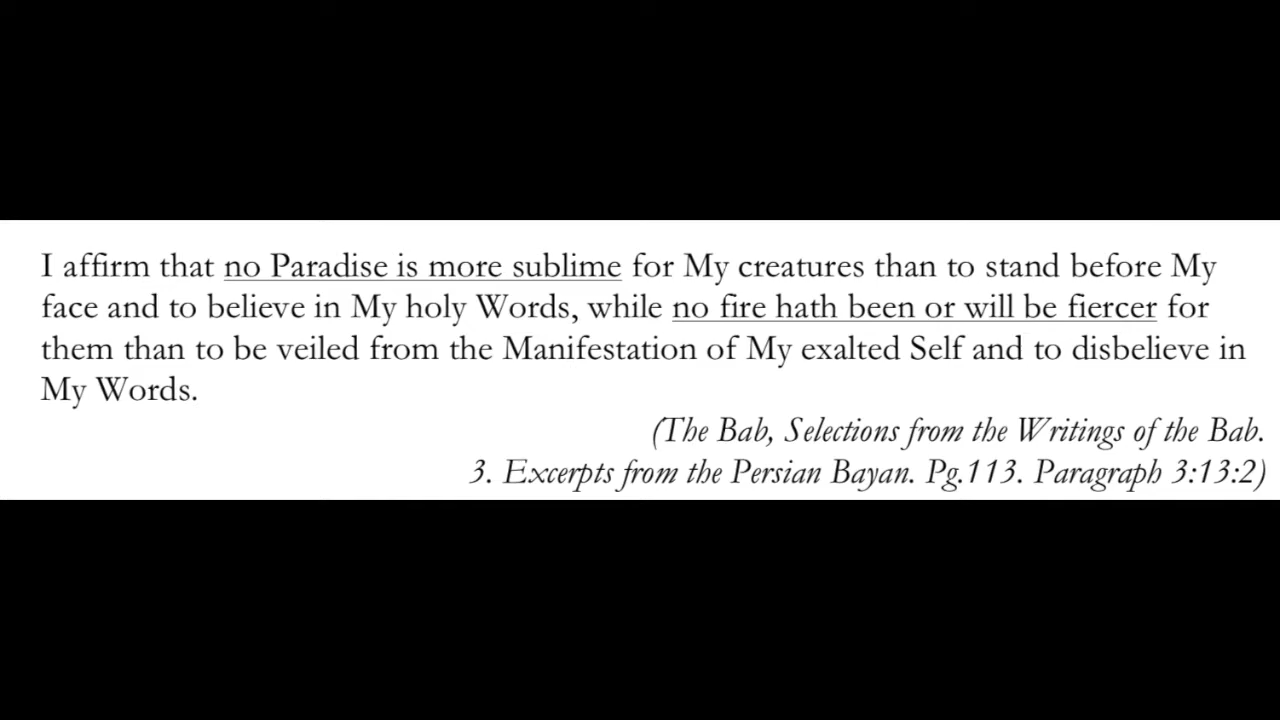 I affirm that no Paradise is more sublime for My creatures than to stand before My
face and to believe in My holy Words, while no fire hath been or will be fiercer for
them than to be veiled from the Manifestation of My exalted Self and to disbelieve in
My Words.
(The Bab, Selections from the Writings of the Bab.
3. Excerpts from the Persian Bayan. Pg.113. Paragraph 3:13:2)